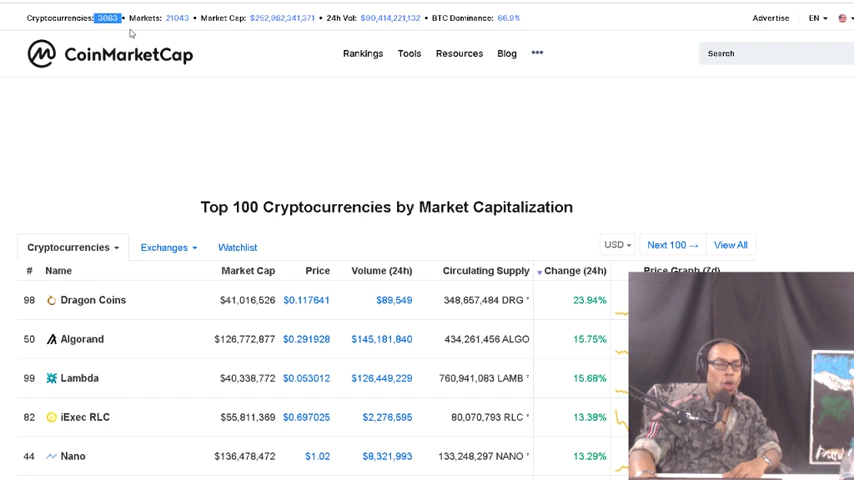 Cryptocurrencies: 3083 • Markets: 21043 • Market Cap: $252,962,341,371 • 24h Vol: $90,414,221,132 • BTC Dominance: 66.9% Advertise EN
CoinMarketCap Rankings Tools Resources Blog ••• Search
Top 100 Cryptocurrencies by Market Capitalization
Cryptocurrencies Exchanges Watchlist USD Next 100 → View All
# Name Market Cap Price Volume (24h) Circulating Supply Change (24h) Price Graph (7d)
98 Dragon Coins $41,016,526 $0.117641 $89,549 348,657,484 DRG * 23.94%
50 Algorand $126,772,877 $0.291928 $145,181,840 434,261,456 ALGO 15.75%
99 Lambda $40,338,772 $0.053012 $126,449,229 760,941,083 LAMB * 15.68%
82 iExec RLC $55,811,369 $0.697025 $2,276,595 80,070,793 RLC * 13.38%
44 Nano $136,478,472 $1.02 $8,321,993 133,248,297 NANO * 13.29%